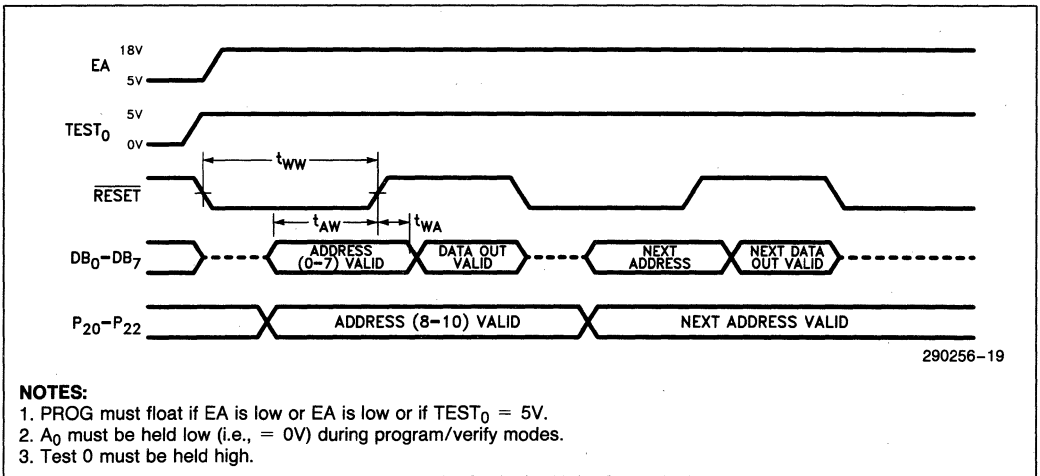 EA 18V
5V
TEST0 5V
0V
tWW
RESET
tAW tWA
DB0–DB7 ADDRESS (0–7) VALID DATA OUT VALID NEXT ADDRESS NEXT DATA OUT VALID
P20–P22 ADDRESS (8–10) VALID NEXT ADDRESS VALID
290256–19
NOTES:
1. PROG must float if EA is low or EA is low or if TEST0 = 5V.
2. A0 must be held low (i.e., = 0V) during program/verify modes.
3. Test 0 must be held high.